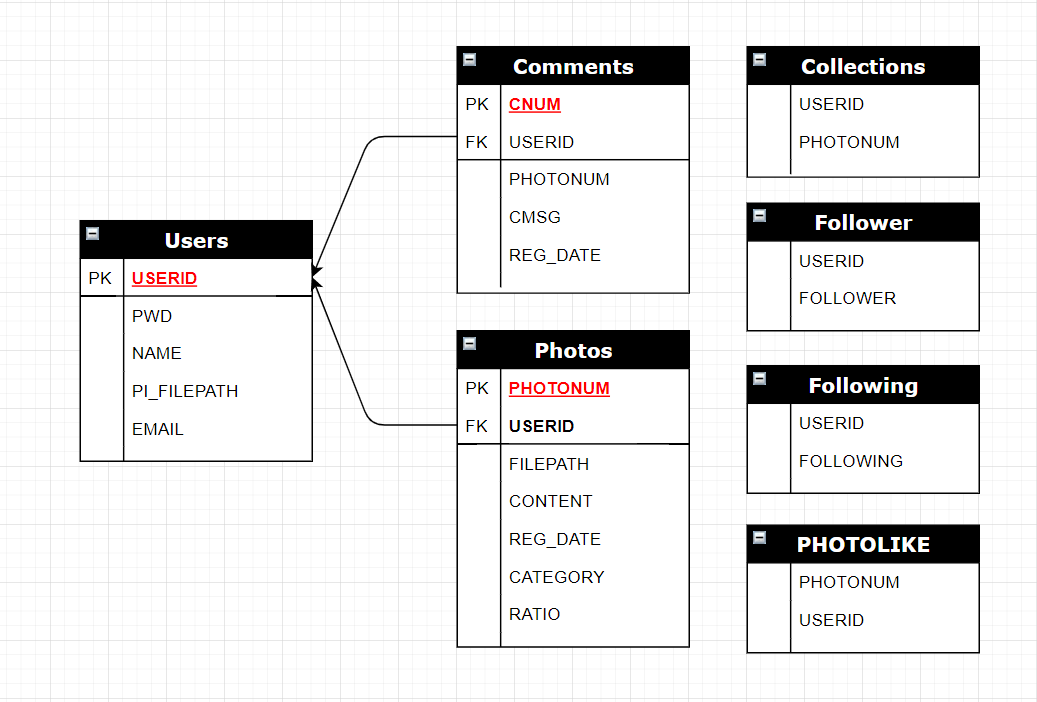 Users
PK USERID
PWD
NAME
PI_FILEPATH
EMAIL
Comments
PK CNUM
FK USERID
PHOTONUM
CMSG
REG_DATE
Photos
PK PHOTONUM
FK USERID
FILEPATH
CONTENT
REG_DATE
CATEGORY
RATIO
Collections
USERID
PHOTONUM
Follower
USERID
FOLLOWER
Following
USERID
FOLLOWING
PHOTOLIKE
PHOTONUM
USERID